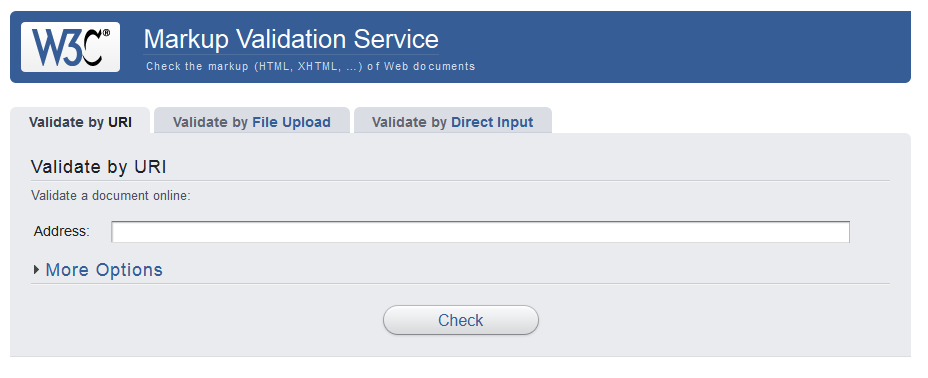 W3C®
Markup Validation Service
Check the markup (HTML, XHTML, …) of Web documents
Validate by URI Validate by File Upload Validate by Direct Input
Validate by URI
Validate a document online:
Address:
More Options
Check